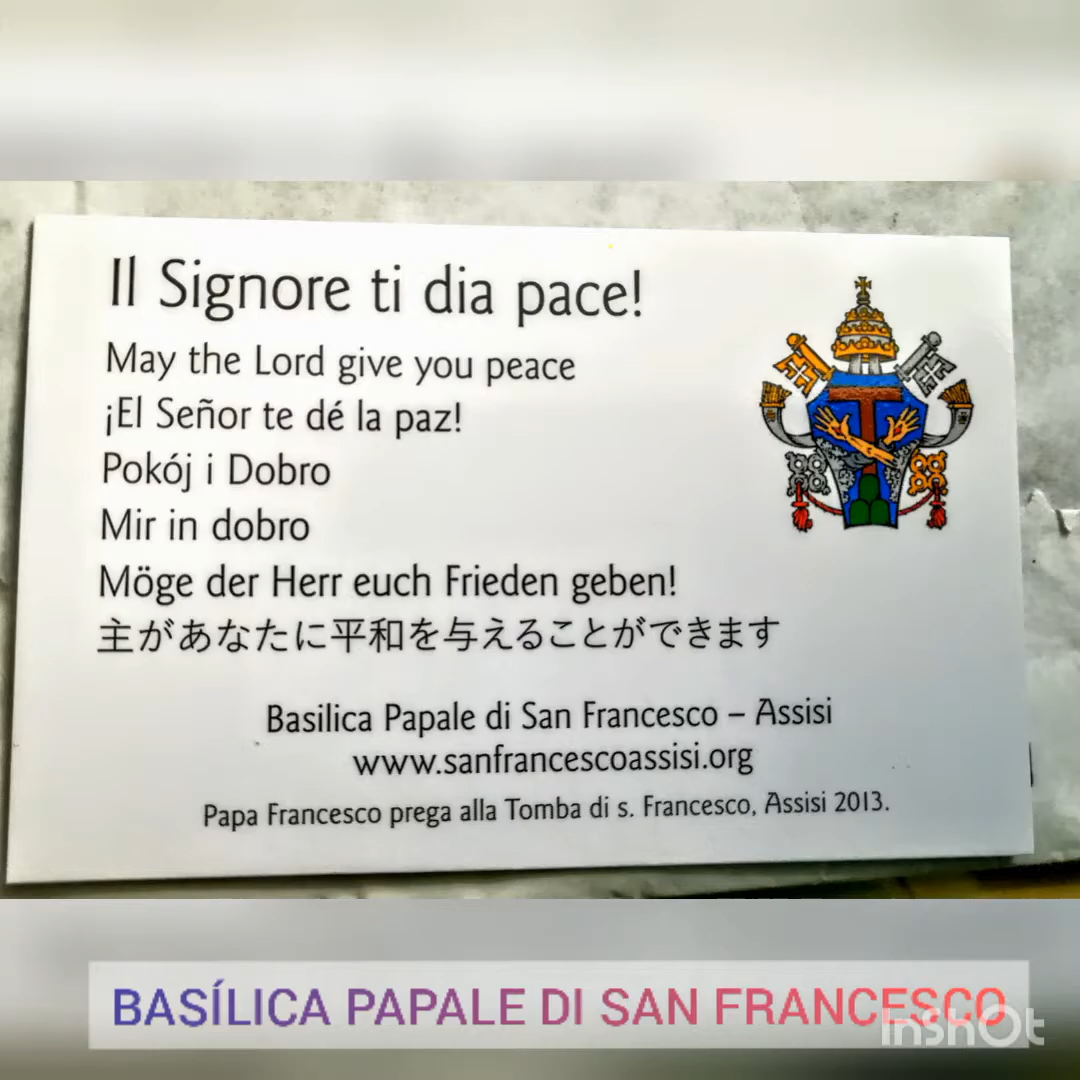 Il Signore ti dia pace!
May the Lord give you peace
¡El Señor te dé la paz!
Pokój i Dobro
Mir in dobro
Möge der Herr euch Frieden geben!
主があなたに平和を与えることができます
Basilica Papale di San Francesco – Assisi
www.sanfrancescoassisi.org
Papa Francesco prega alla Tomba di s. Francesco, Assisi 2013.
BASÍLICA PAPALE DI SAN FRANCESCO
InShOt